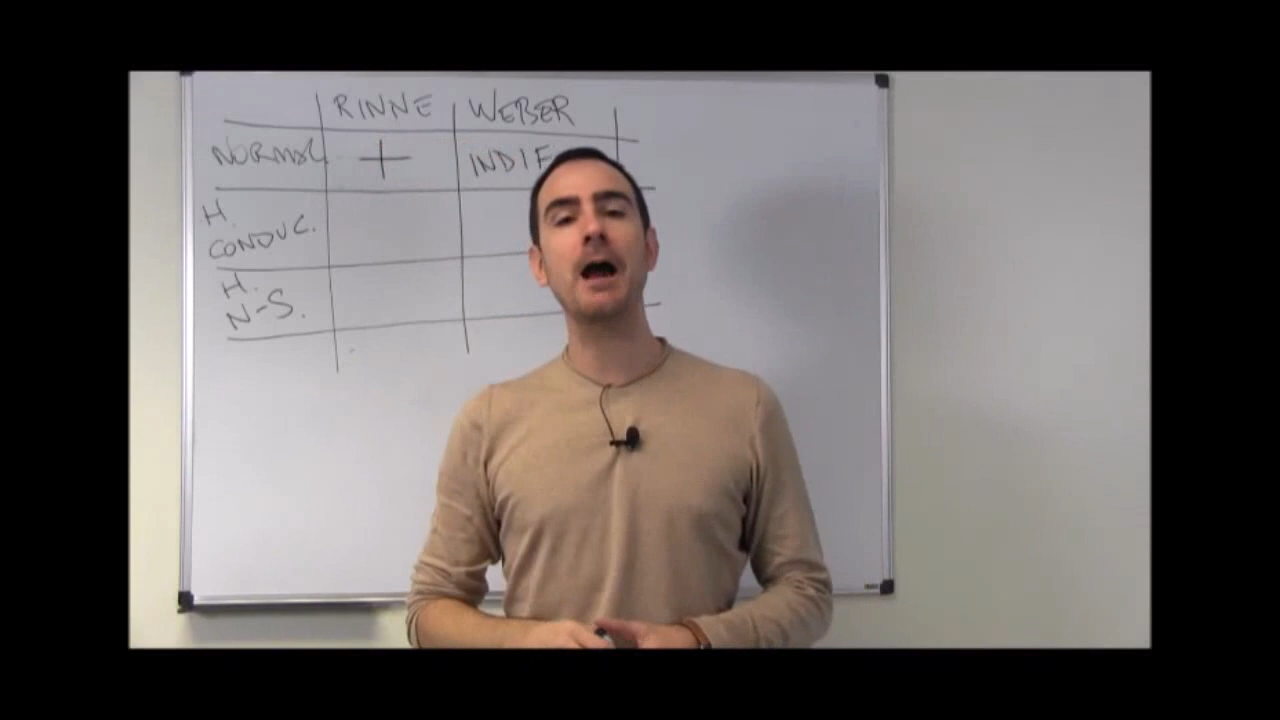 RINNE WEBER
NORMAL + INDIF
H.
CONDUC.
H.
N-S.